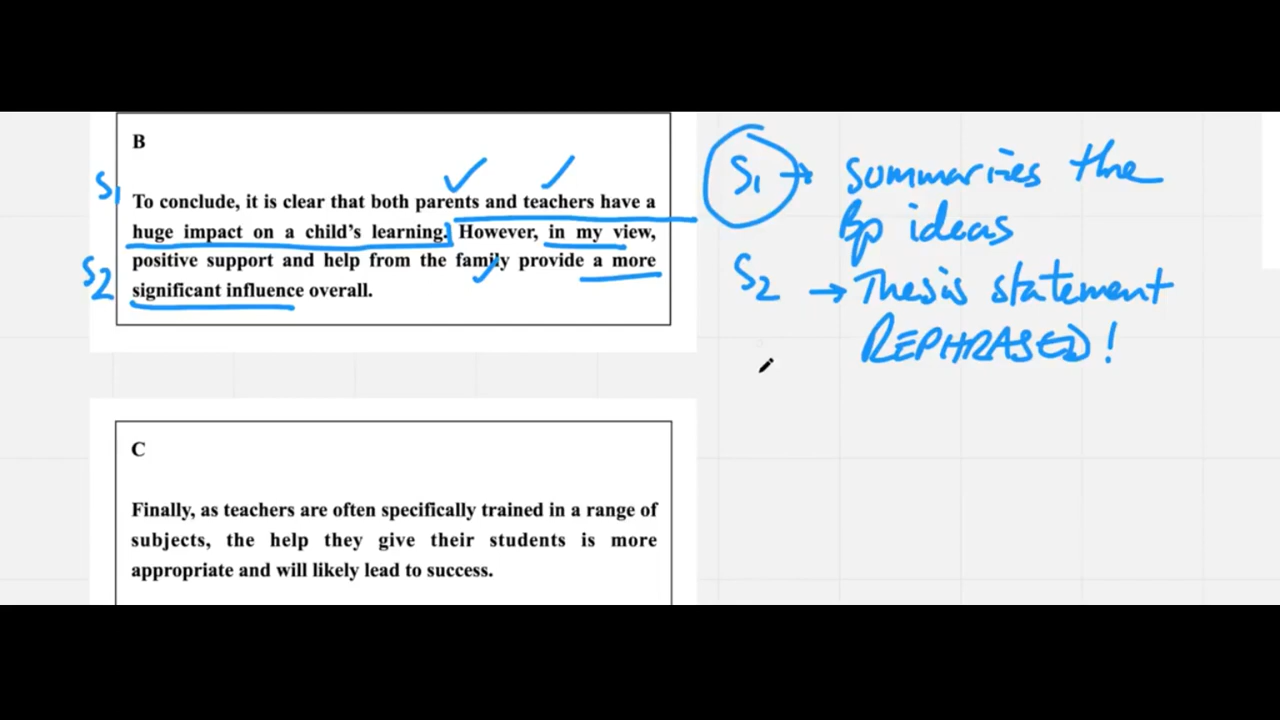 B
S1
To conclude, it is clear that both parents and teachers have a
huge impact on a child's learning. However, in my view,
S2
positive support and help from the family provide a more
significant influence overall.
S1 → Summarizes the
Bp ideas
S2 → Thesis statement
REPHRASED!
C
Finally, as teachers are often specifically trained in a range of
subjects, the help they give their students is more
appropriate and will likely lead to success.